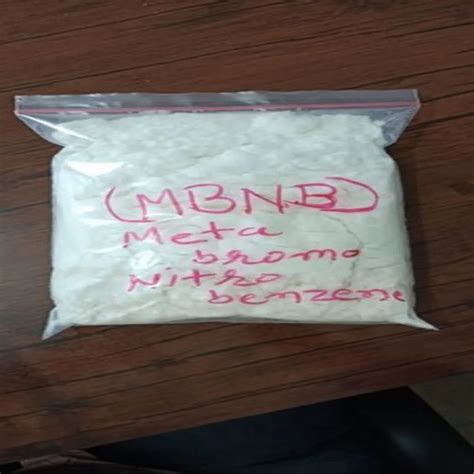 (MBNB)
Meta
bromo
Nitro
benzene